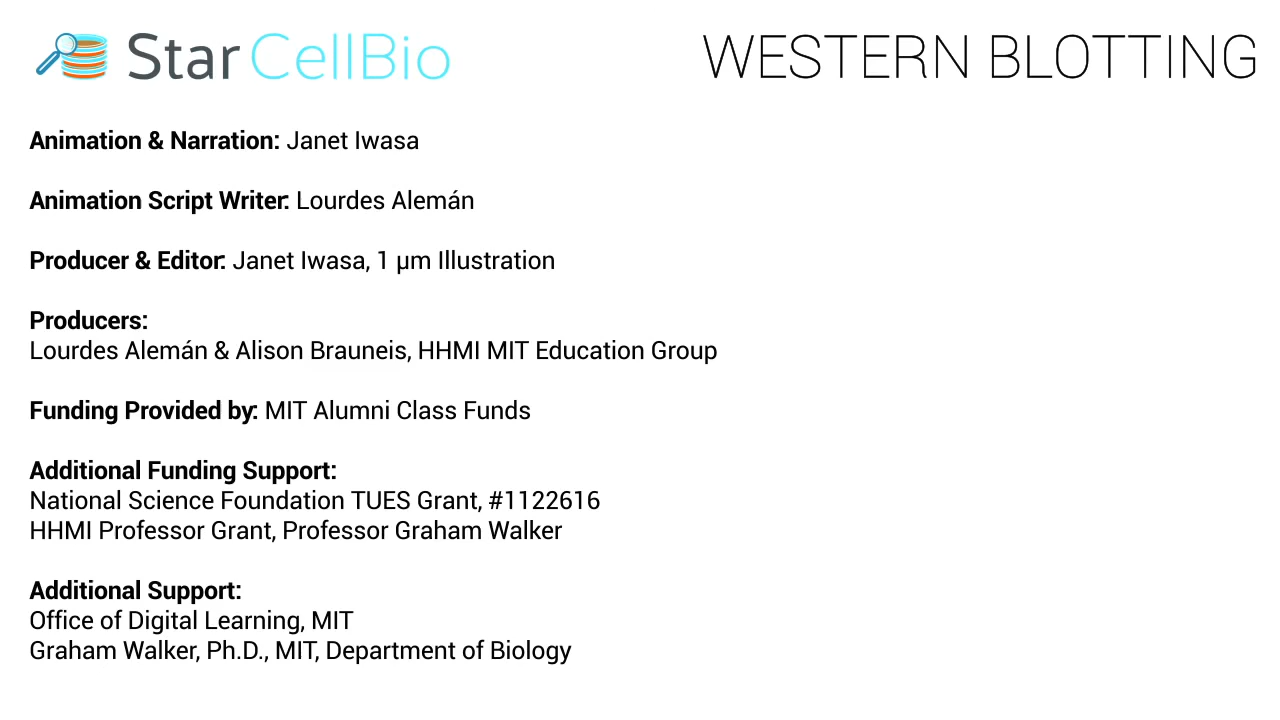 Star CellBio
WESTERN BLOTTING
Animation & Narration: Janet Iwasa
Animation Script Writer: Lourdes Alemán
Producer & Editor: Janet Iwasa, 1 µm Illustration
Producers:
Lourdes Alemán & Alison Brauneis, HHMI MIT Education Group
Funding Provided by: MIT Alumni Class Funds
Additional Funding Support:
National Science Foundation TUES Grant, #1122616
HHMI Professor Grant, Professor Graham Walker
Additional Support:
Office of Digital Learning, MIT
Graham Walker, Ph.D., MIT, Department of Biology